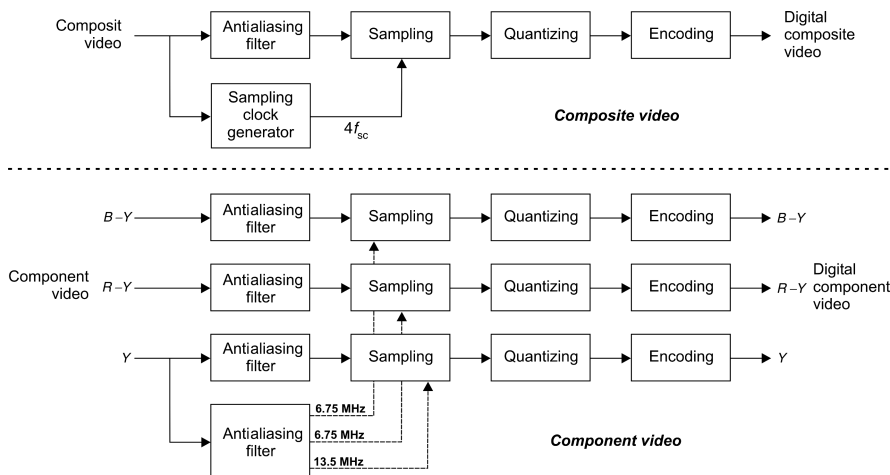 Composit
video
Antialiasing
filter
Sampling
Quantizing
Encoding
Digital
composite
video
Sampling
clock
generator
4fsc
Composite video
B–Y
Antialiasing
filter
Sampling
Quantizing
Encoding
B–Y
Component
video
R–Y
Antialiasing
filter
Sampling
Quantizing
Encoding
R–Y
Digital
component
video
Y
Antialiasing
filter
Sampling
Quantizing
Encoding
Y
Antialiasing
filter
6.75 MHz
6.75 MHz
13.5 MHz
Component video